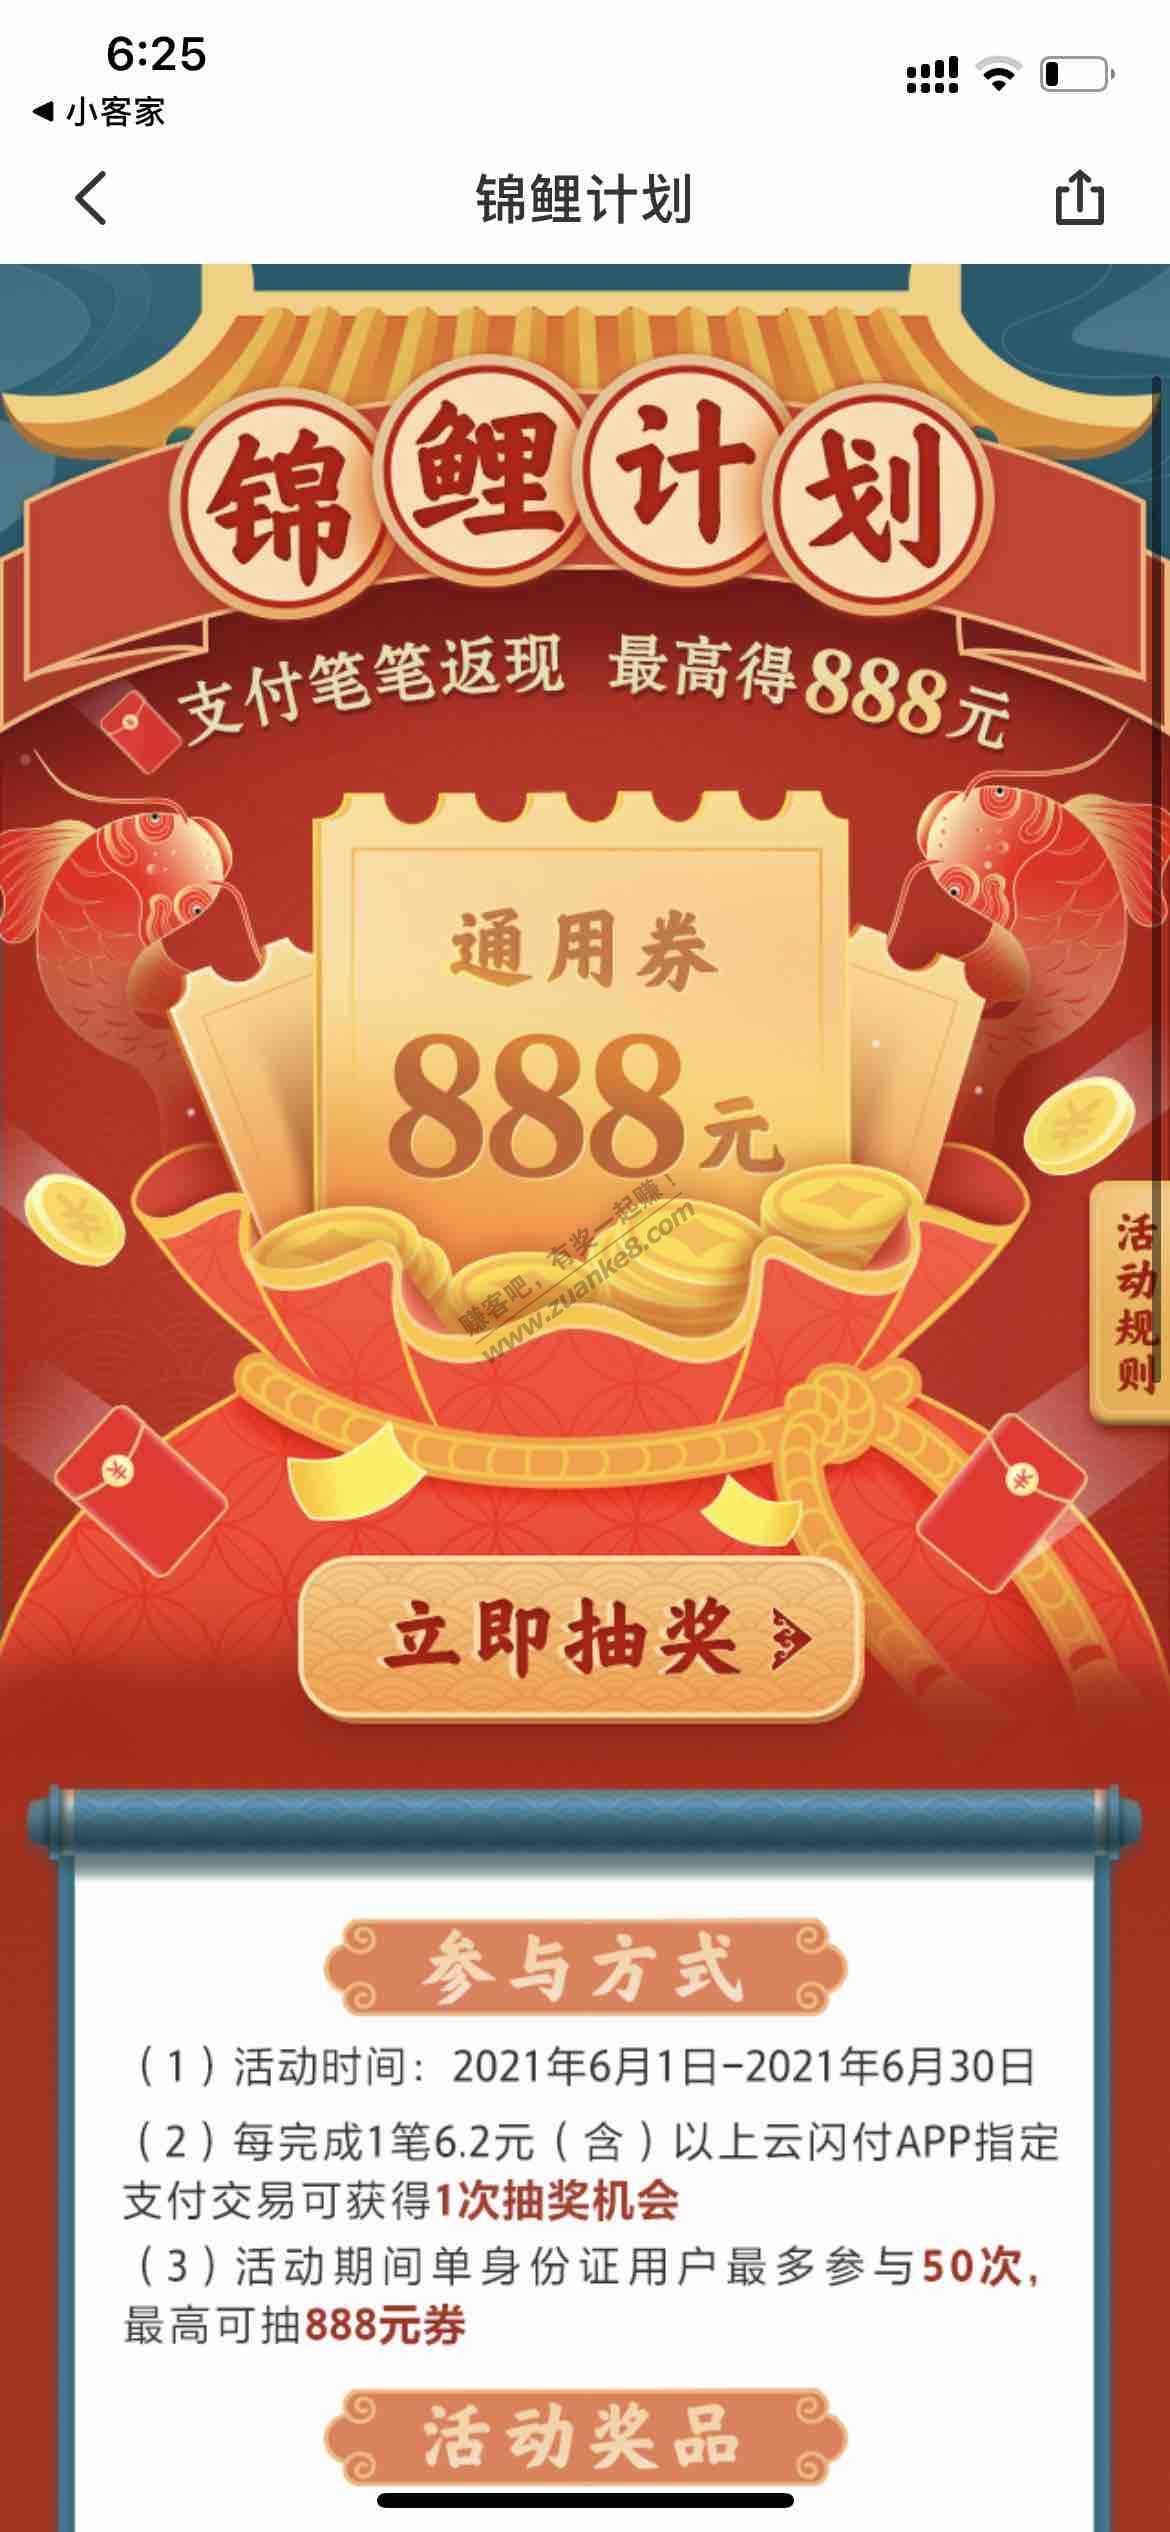 6:25
小客家
锦鲤计划
锦鲤计划
支付笔笔返现 最高得888元
通用券
888元
赚客吧，有奖一起赚！
www.zuanke8.com
活动规则
立即抽奖
参与方式
（1）活动时间：2021年6月1日-2021年6月30日
（2）每完成1笔6.2元（含）以上云闪付APP指定
支付交易可获得1次抽奖机会
（3）活动期间单身份证用户最多参与50次，
最高可抽888元券
活动奖品